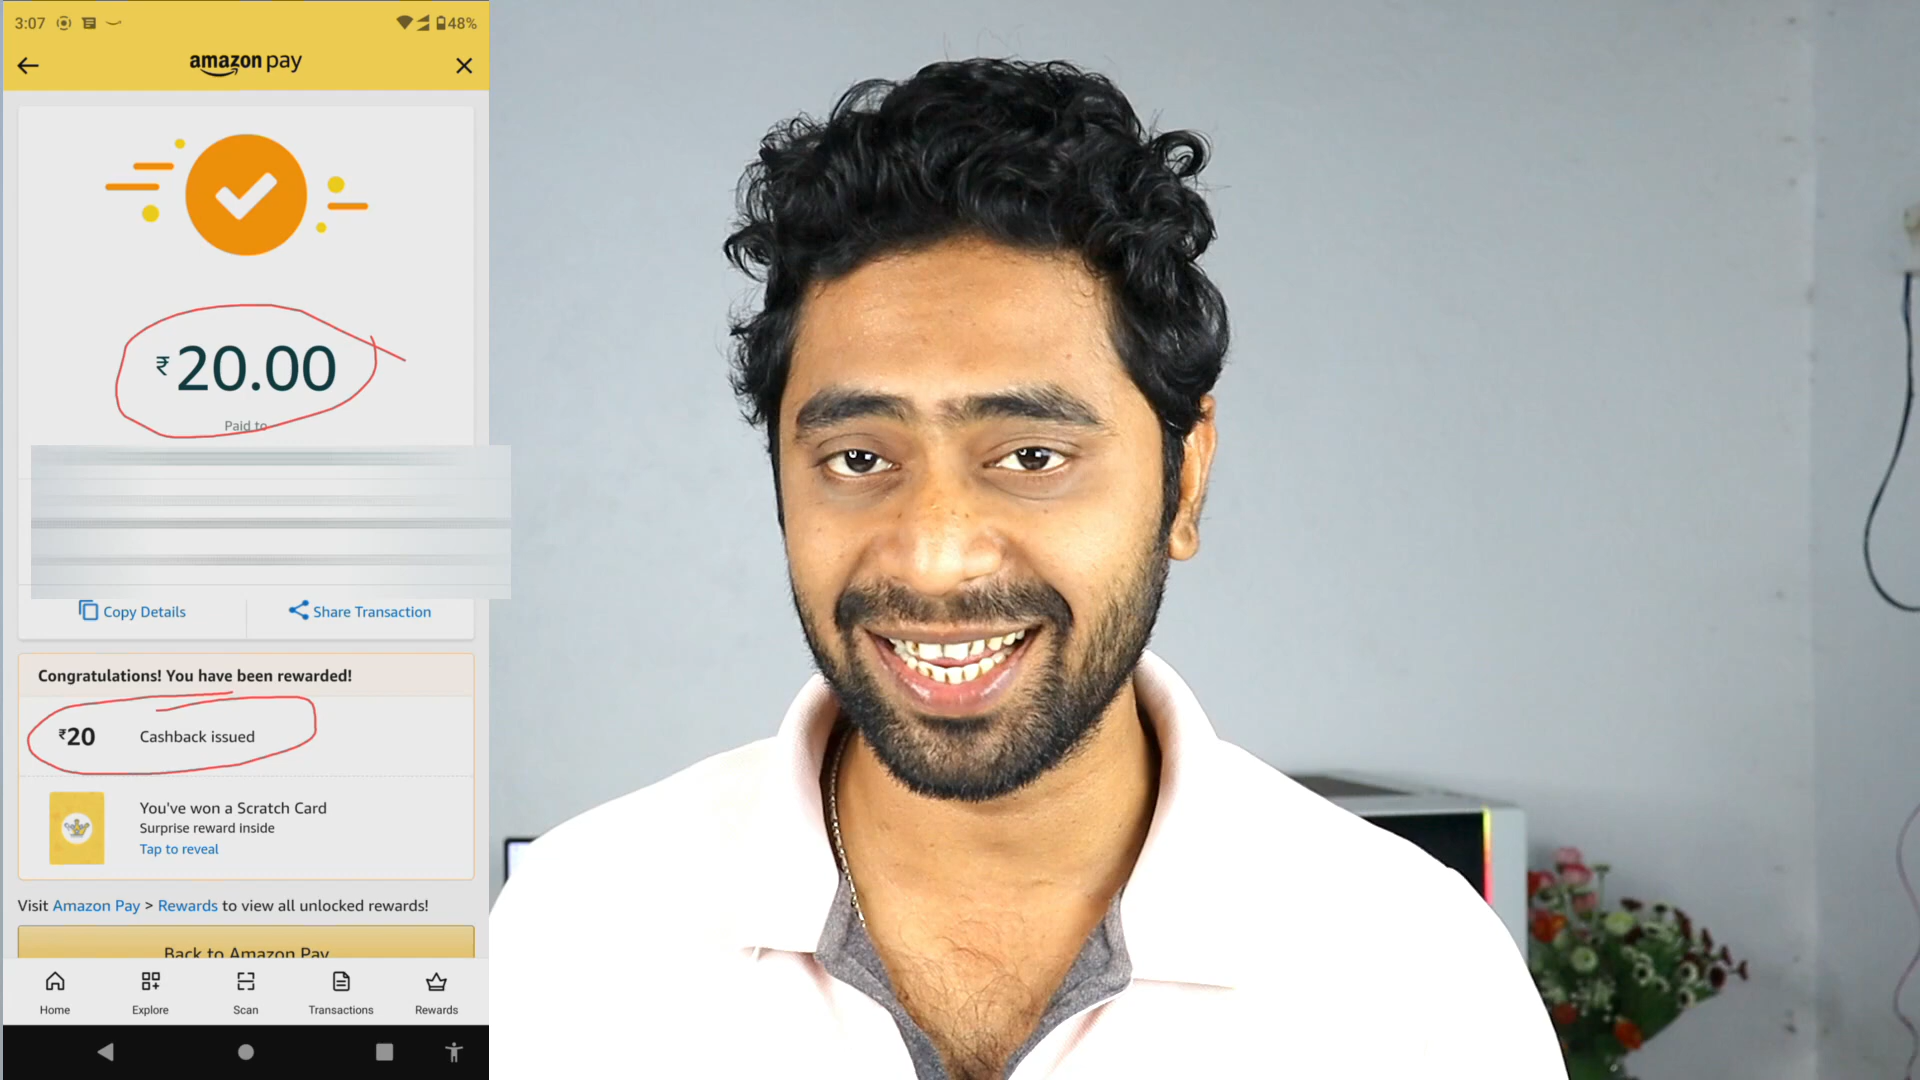 3:07 48%
amazon pay
₹20.00
Paid to
Copy Details Share Transaction
Congratulations! You have been rewarded!
₹20 Cashback issued
You've won a Scratch Card
Surprise reward inside
Tap to reveal
Visit Amazon Pay > Rewards to view all unlocked rewards!
Back to Amazon Pay
Home Explore Scan Transactions Rewards